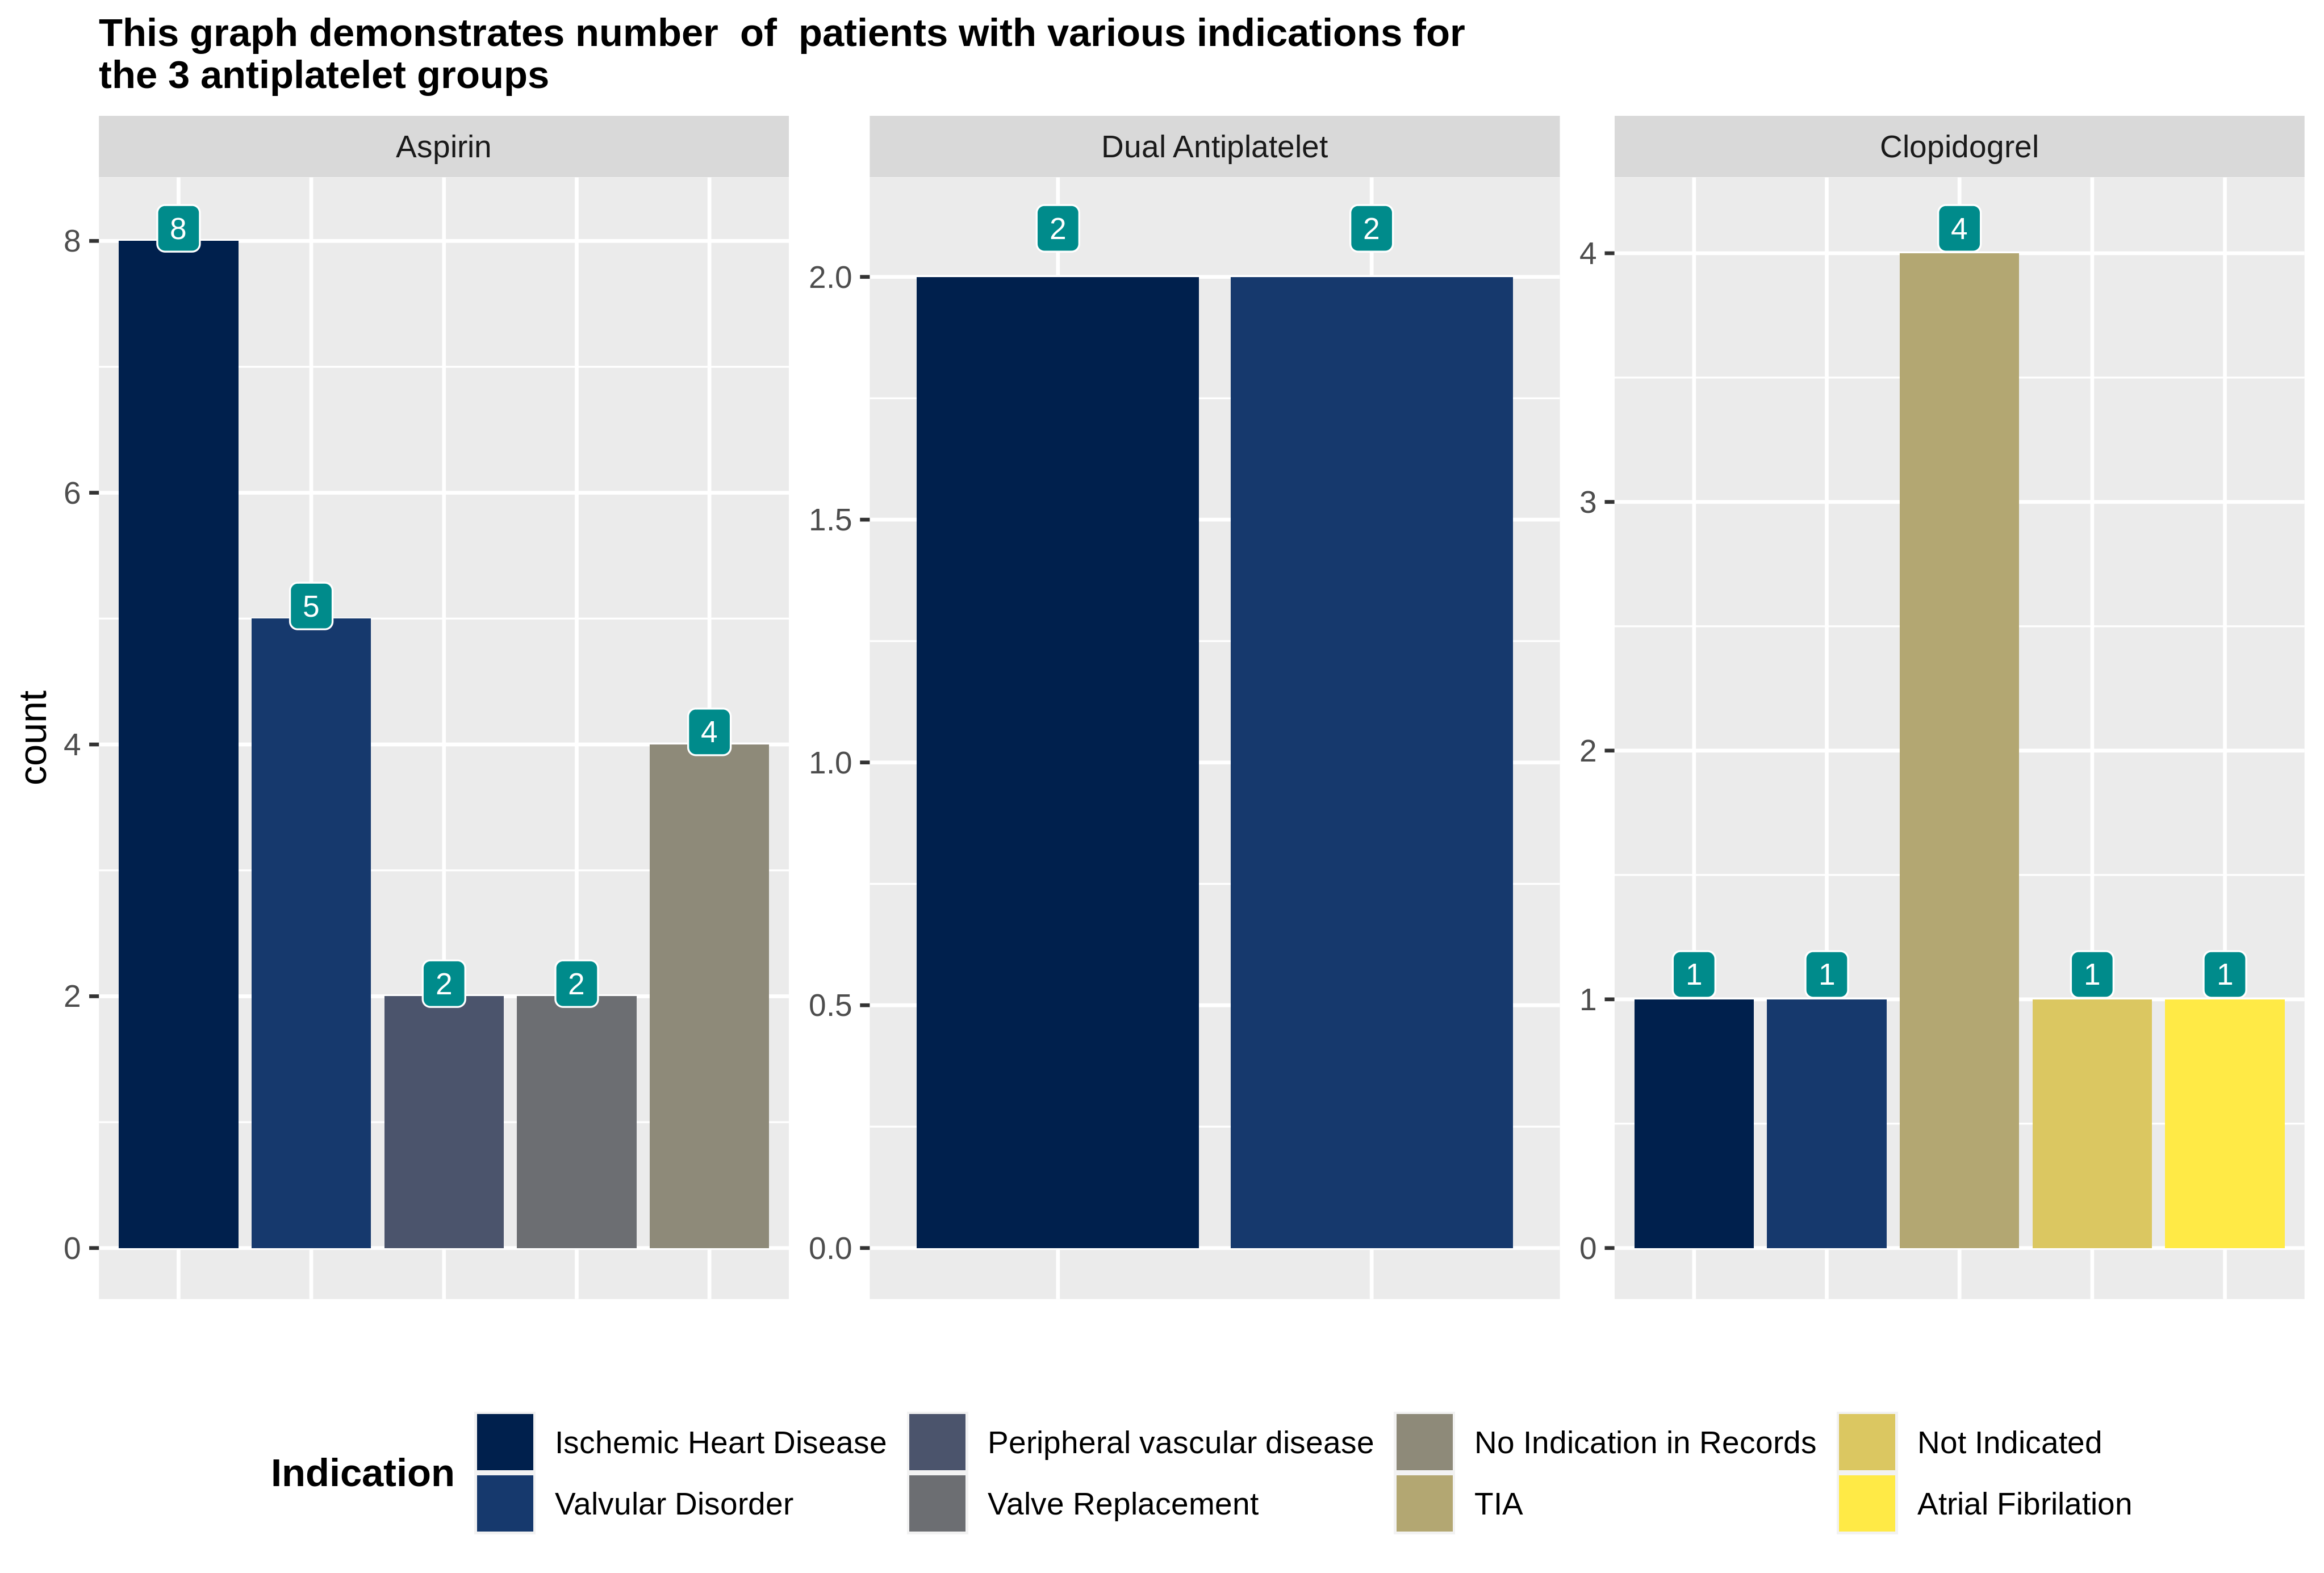 This graph demonstrates number  of  patients with various indications for
the 3 antiplatelet groups
Aspirin
Dual Antiplatelet
Clopidogrel
count
8
6
4
2
0
8
5
2
2
4
2.0
1.5
1.0
0.5
0.0
2
2
4
3
2
1
0
1
1
4
1
1
Indication
Ischemic Heart Disease
Valvular Disorder
Peripheral vascular disease
Valve Replacement
No Indication in Records
TIA
Not Indicated
Atrial Fibrilation